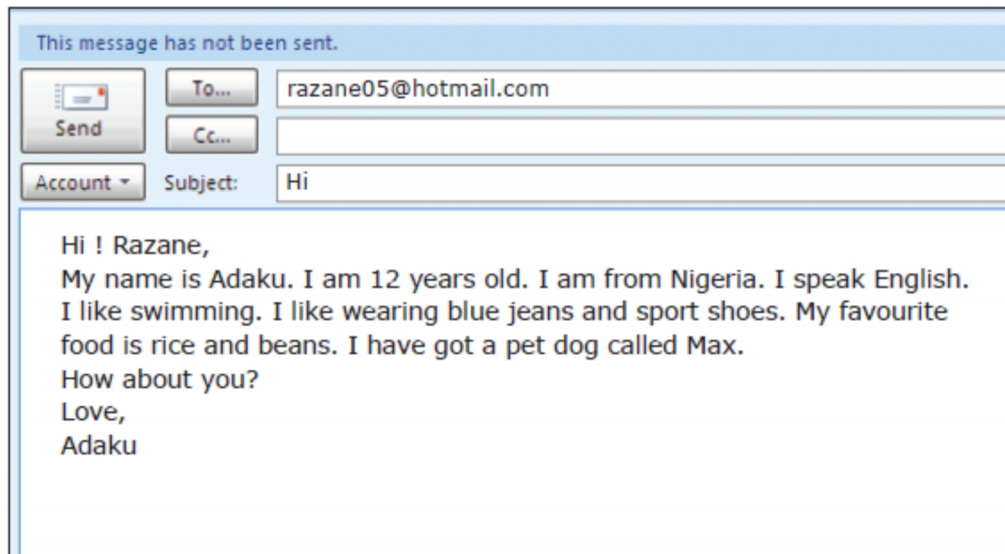 This message has not been sent.
Send
To...
razane05@hotmail.com
Cc...
Account
Subject:
Hi
Hi ! Razane,
My name is Adaku. I am 12 years old. I am from Nigeria. I speak English.
I like swimming. I like wearing blue jeans and sport shoes. My favourite
food is rice and beans. I have got a pet dog called Max.
How about you?
Love,
Adaku